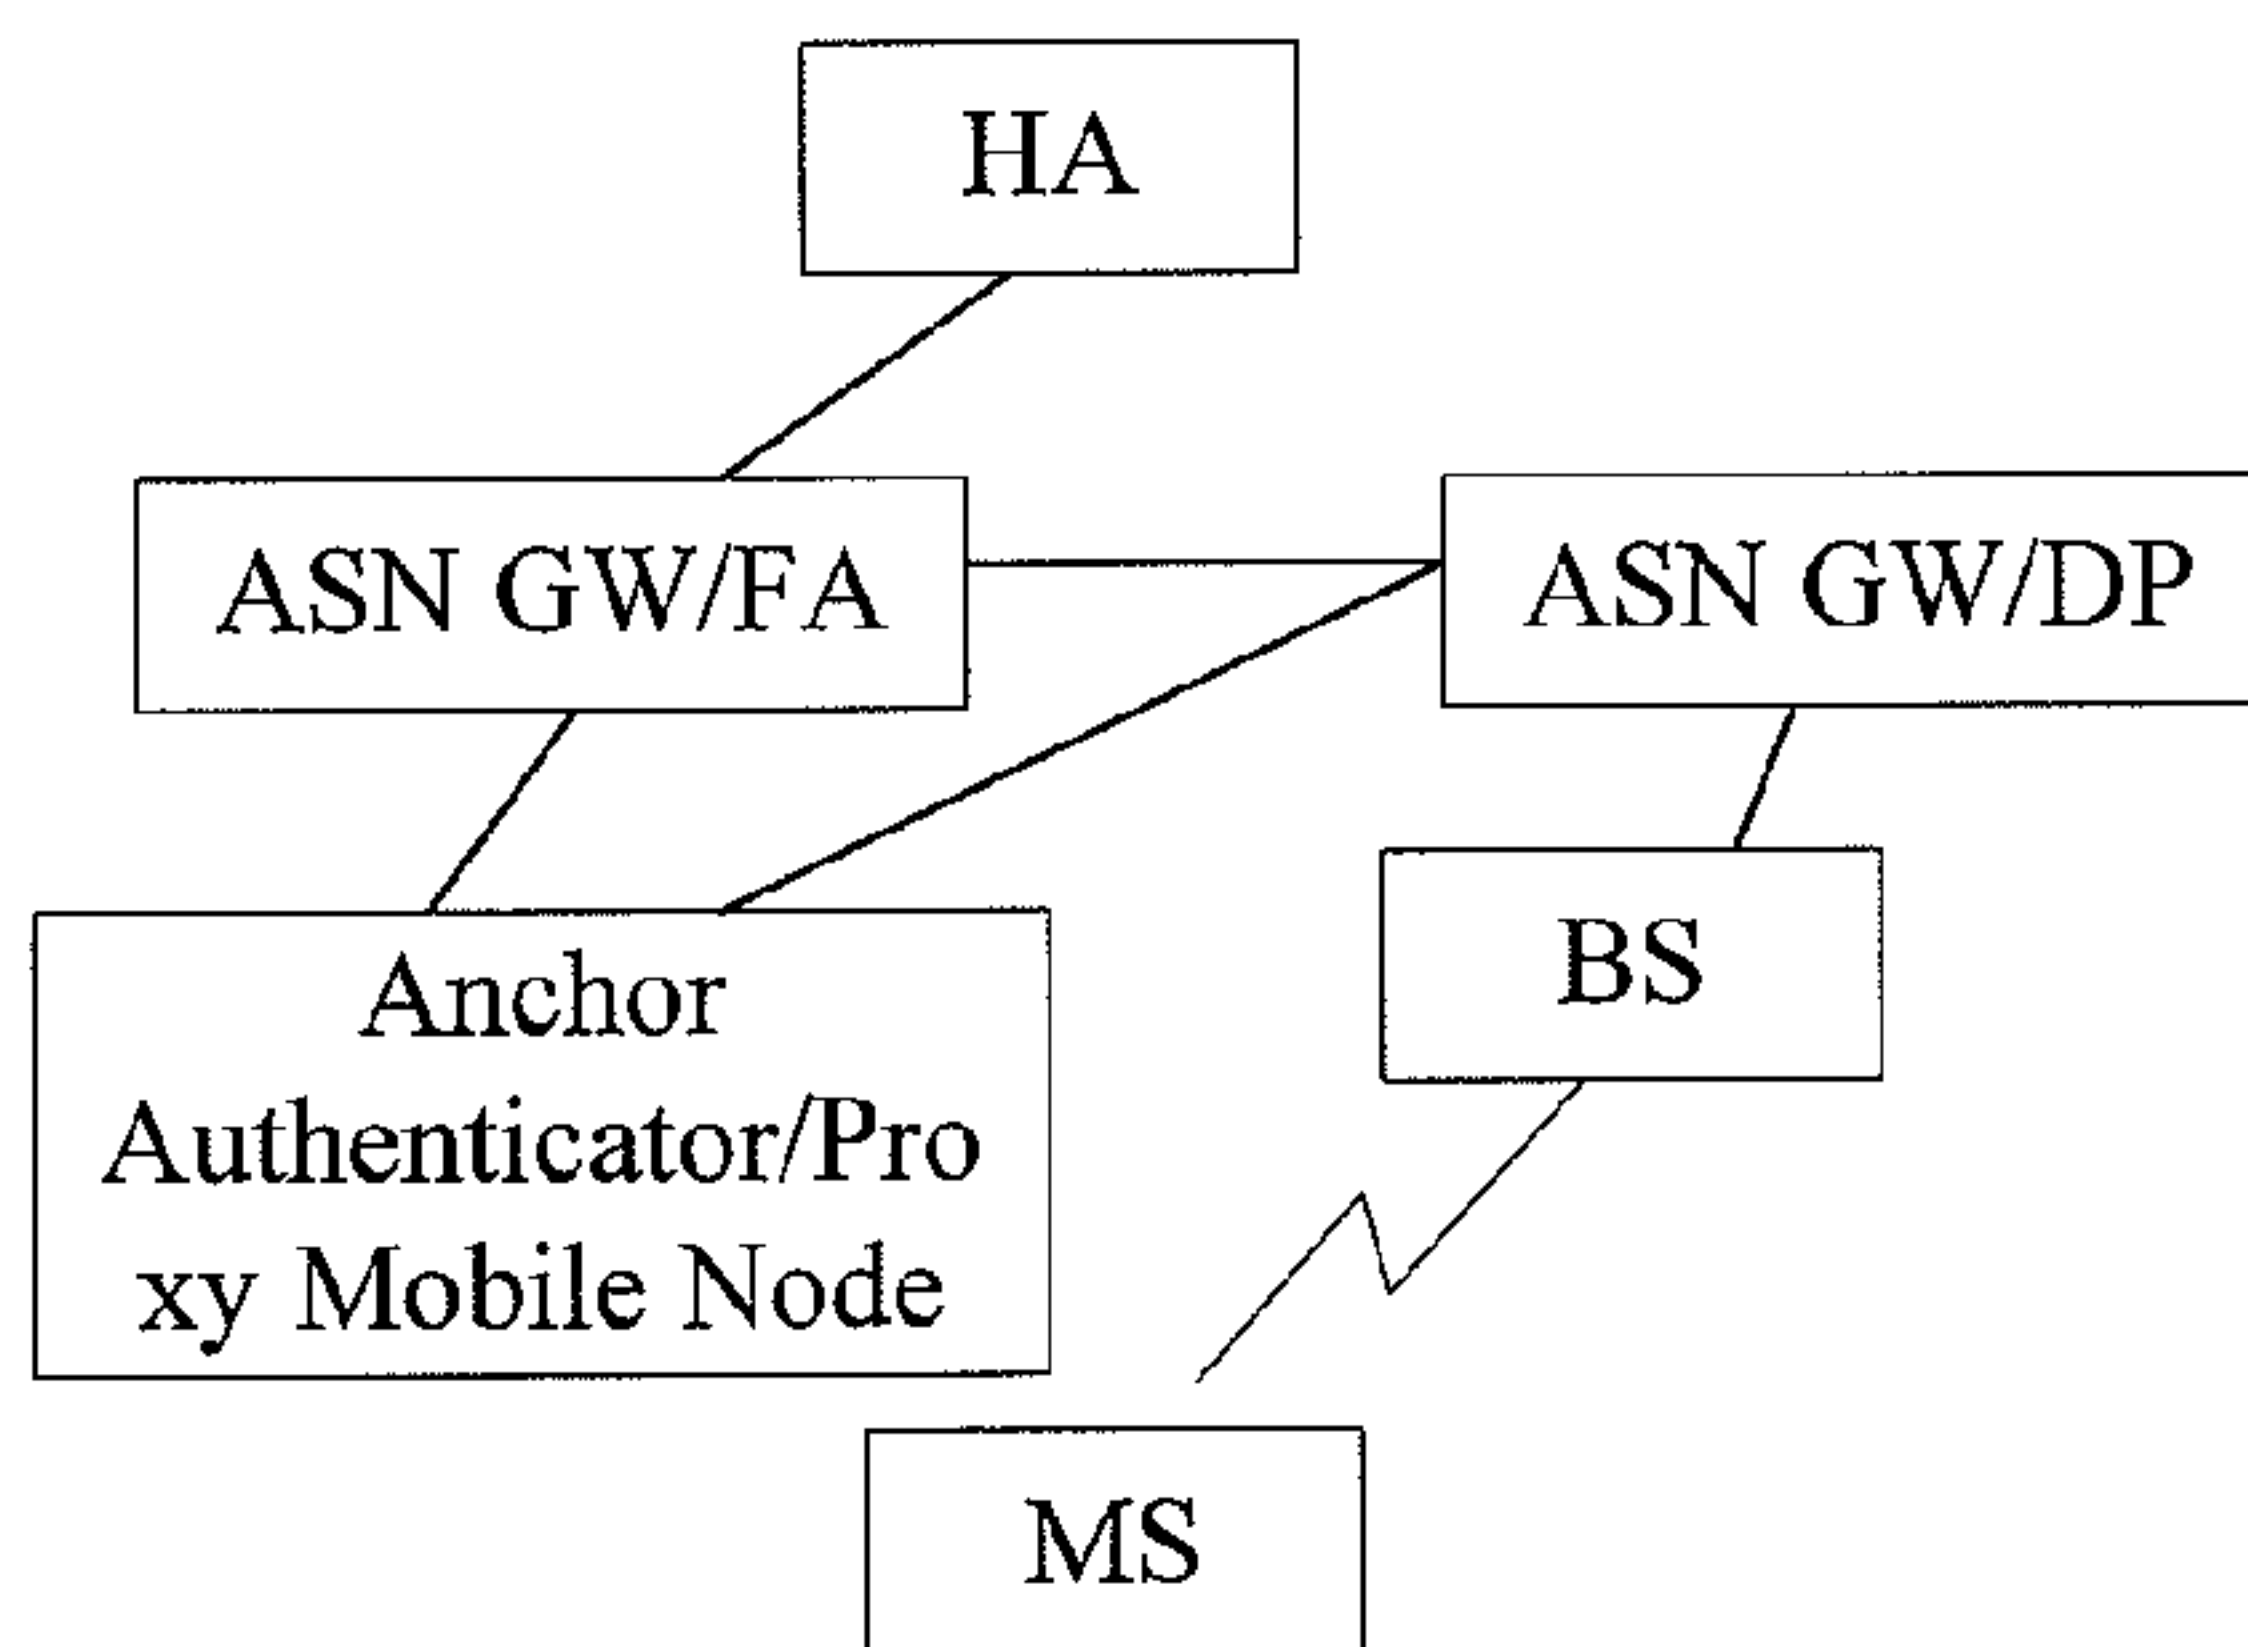 HA
ASN GW/FA
ASN GW/DP
Anchor
Authenticator/Pro
xy Mobile Node
BS
MS